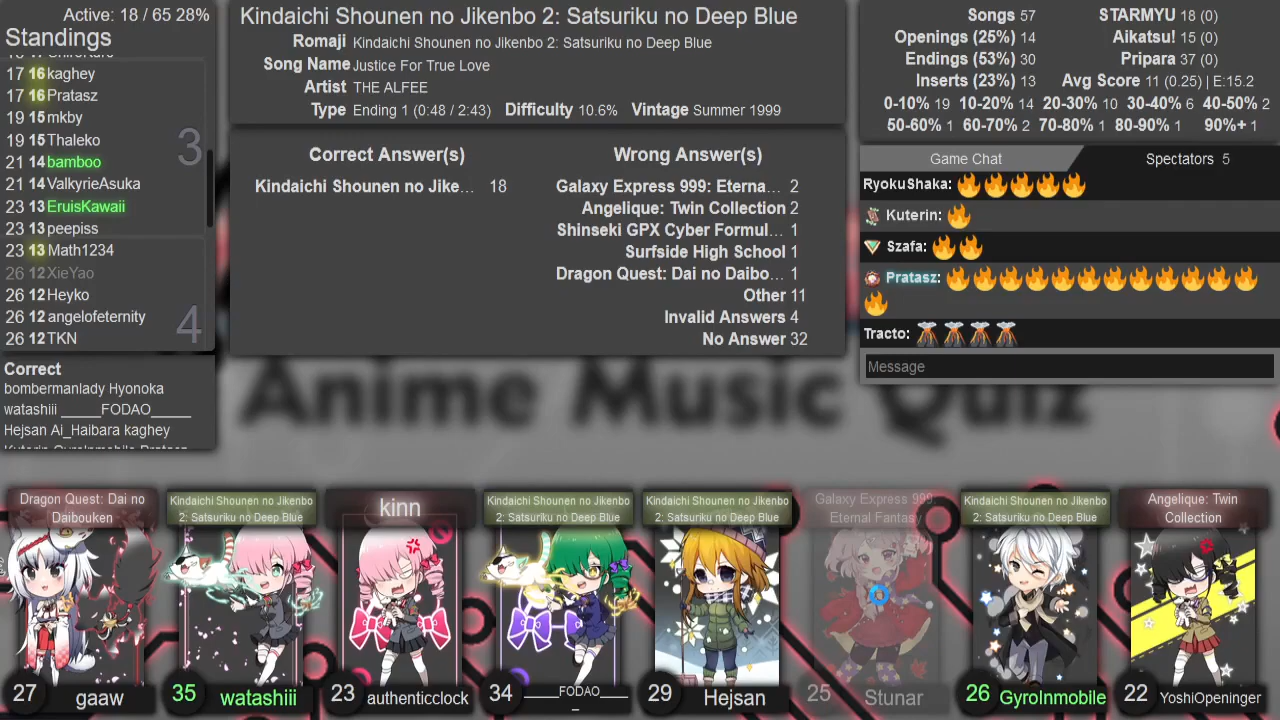 Active: 18 / 65 28%
Standings
17 16 kaghey
17 16 Pratasz
19 15 mkby
19 15 Thaleko
3
21 14 bamboo
21 14 ValkyrieAsuka
23 13 EruisKawaii
23 13 peepiss
23 13 Math1234
26 12 XieYao
26 12 Heyko
26 12 angelofeternity
4
26 12 TKN
Correct
bombermanlady Hyonoka
watashiii _____FODAO_____
Hejsan Ai_Haibara kaghey
Kindaichi Shounen no Jikenbo 2: Satsuriku no Deep Blue
Romaji Kindaichi Shounen no Jikenbo 2: Satsuriku no Deep Blue
Song Name Justice For True Love
Artist THE ALFEE
Type Ending 1 (0:48 / 2:43) Difficulty 10.6% Vintage Summer 1999
Correct Answer(s)
Kindaichi Shounen no Jike... 18
Wrong Answer(s)
Galaxy Express 999: Eterna... 2
Angelique: Twin Collection 2
Shinseki GPX Cyber Formul... 1
Surfside High School 1
Dragon Quest: Dai no Daibo... 1
Other 11
Invalid Answers 4
No Answer 32
Songs 57 STARMYU 18 (0)
Openings (25%) 14 Aikatsu! 15 (0)
Endings (53%) 30 Pripara 37 (0)
Inserts (23%) 13 Avg Score 11 (0.25) | E:15.2
0-10% 19 10-20% 14 20-30% 10 30-40% 6 40-50% 2
50-60% 1 60-70% 2 70-80% 1 80-90% 1 90%+ 1
Game Chat Spectators 5
RyokuShaka: 🔥🔥🔥🔥🔥
Kuterin: 🔥
Szafa: 🔥🔥
Pratasz: 🔥🔥🔥🔥🔥🔥🔥🔥🔥🔥🔥🔥
🔥
Tracto: 🌋🌋🌋🌋
Message
Anime Music Quiz
Dragon Quest: Dai no
Daibouken
27 gaaw
Kindaichi Shounen no Jikenbo
2: Satsuriku no Deep Blue
35 watashiii
kinn
23 authenticclock
Kindaichi Shounen no Jikenbo
2: Satsuriku no Deep Blue
34 _____FODAO____
_
Kindaichi Shounen no Jikenbo
2: Satsuriku no Deep Blue
29 Hejsan
Galaxy Express 999:
Eternal Fantasy
25 Stunar
Kindaichi Shounen no Jikenbo
2: Satsuriku no Deep Blue
26 GyroInmobile
Angelique: Twin
Collection
22 YoshiOpeninger